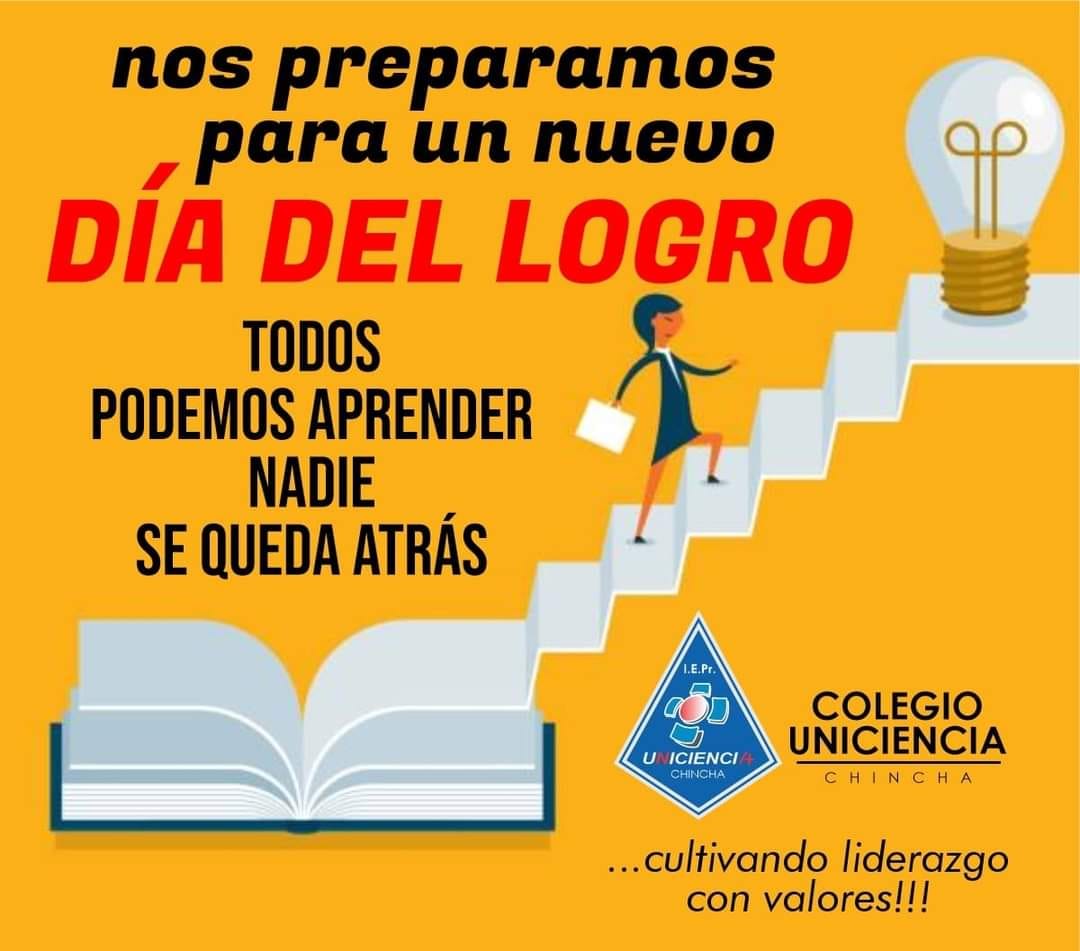 nos preparamos
para un nuevo
DÍA DEL LOGRO
TODOS
PODEMOS APRENDER
NADIE
SE QUEDA ATRÁS
I.E.Pr.
UNICIENCIA
CHINCHA
COLEGIO
UNICIENCIA
CHINCHA
...cultivando liderazgo
con valores!!!